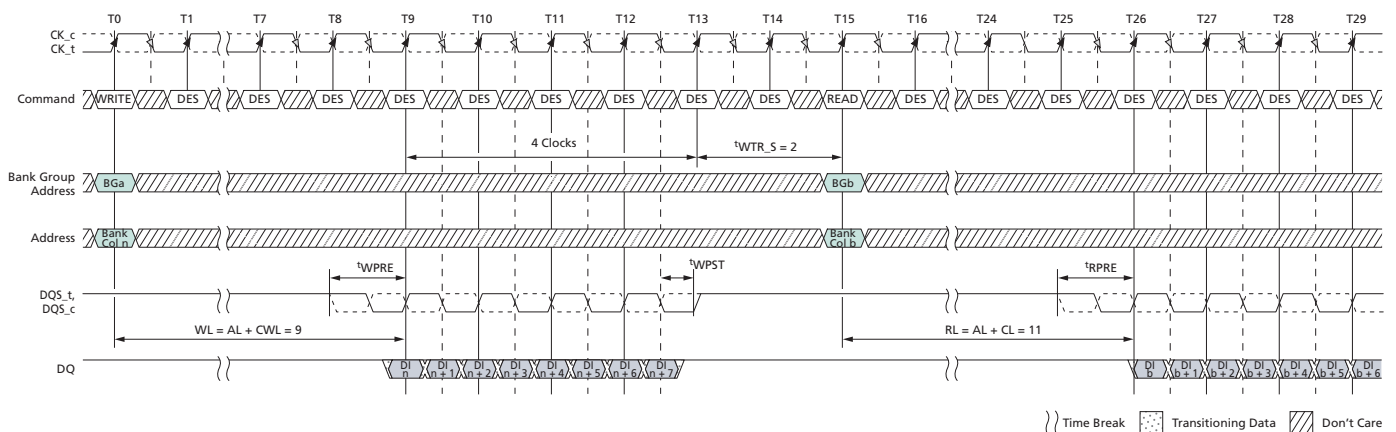 T0 T1 T7 T8 T9 T10 T11 T12 T13 T14 T15 T16 T24 T25 T26 T27 T28 T29
CK_c
CK_t
Command WRITE DES DES DES DES DES DES DES DES DES READ DES DES DES DES DES DES DES
4 Clocks tWTR_S = 2
Bank Group
Address
BGa BGb
Address
Bank
Col n
Bank
Col b
tWPRE tWPST tRPRE
DQS_t,
DQS_c
WL = AL + CWL = 9 RL = AL + CL = 11
DQ
DI
n
DI
n + 1
DI
n + 2
DI
n + 3
DI
n + 4
DI
n + 5
DI
n + 6
DI
n + 7
DI
b
DI
b + 1
DI
b + 2
DI
b + 3
DI
b + 4
DI
b + 5
DI
b + 6
Time Break Transitioning Data Don't Care